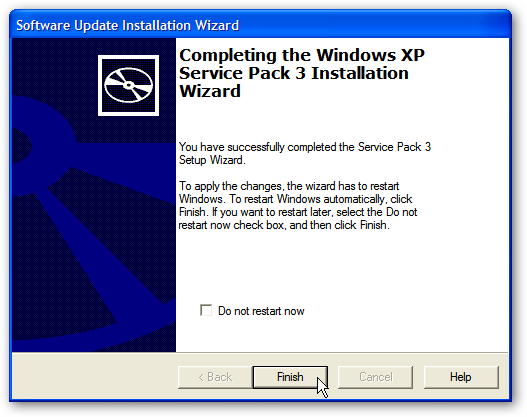 Software Update Installation Wizard
Completing the Windows XP
Service Pack 3 Installation
Wizard
You have successfully completed the Service Pack 3
Setup Wizard.
To apply the changes, the wizard has to restart
Windows. To restart Windows automatically, click
Finish. If you want to restart later, select the Do not
restart now check box, and then click Finish.
Do not restart now
< Back
Finish
Cancel
Help